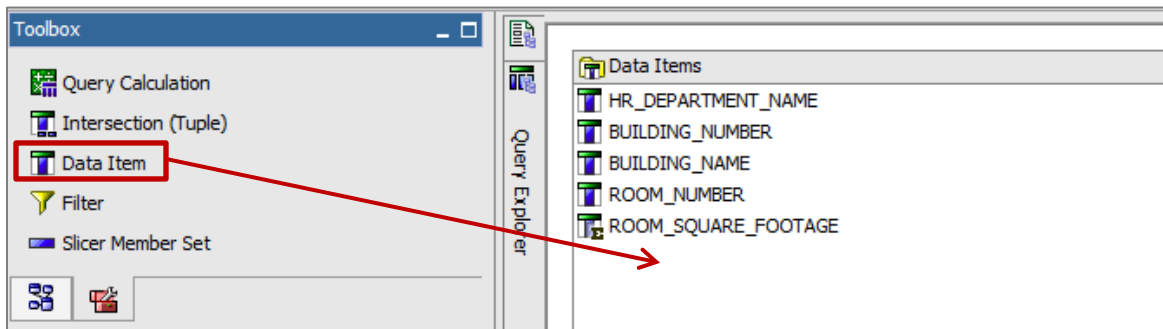 Toolbox
Query Calculation
Intersection (Tuple)
Data Item
Filter
Slicer Member Set
Query Explorer
Data Items
HR_DEPARTMENT_NAME
BUILDING_NUMBER
BUILDING_NAME
ROOM_NUMBER
ROOM_SQUARE_FOOTAGE